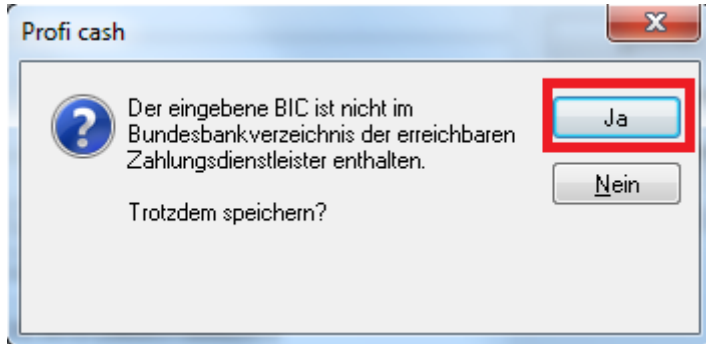 Profi cash
Der eingebene BIC ist nicht im
Bundesbankverzeichnis der erreichbaren
Zahlungsdienstleister enthalten.
Trotzdem speichern?
Ja
Nein